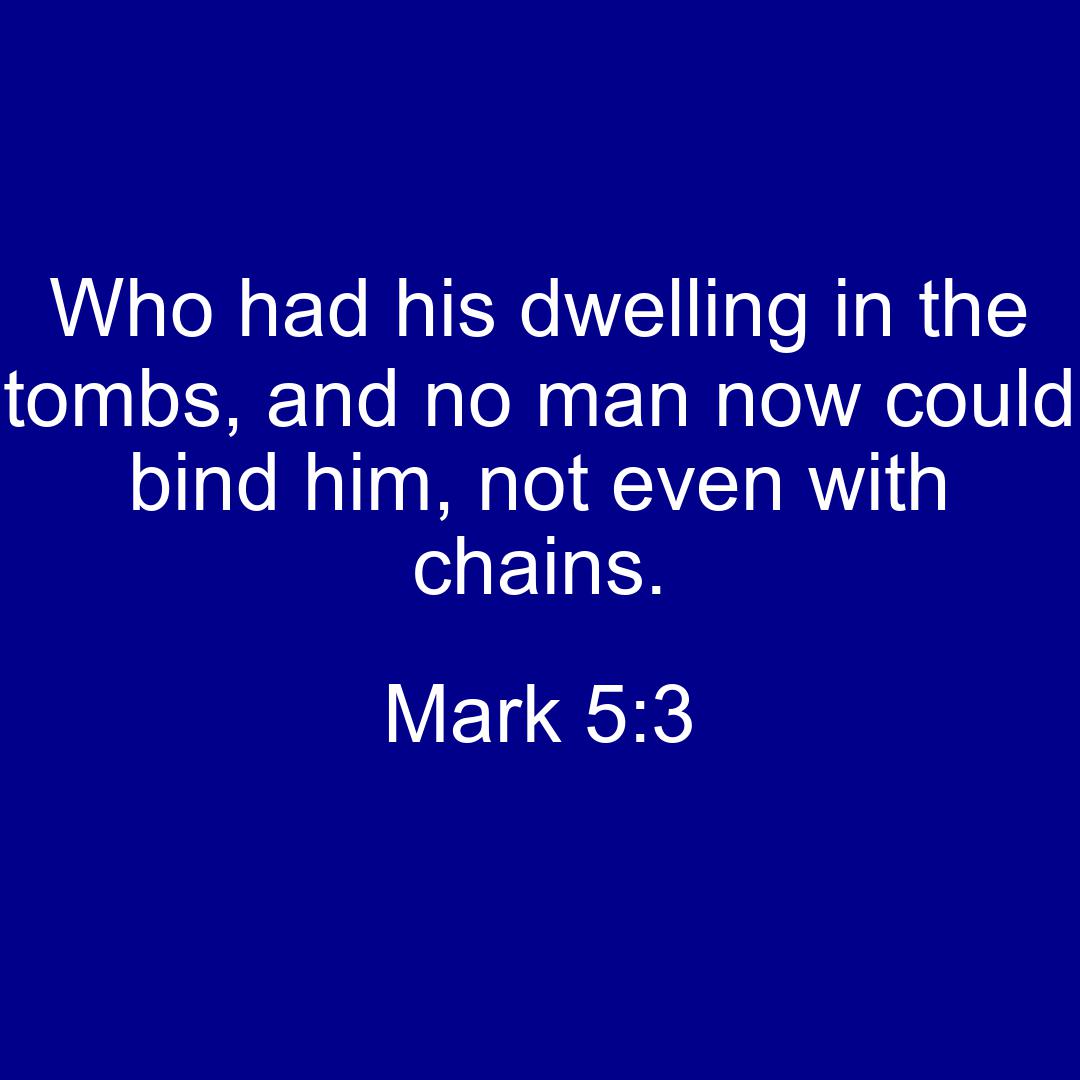 Who had his dwelling in the
tombs, and no man now could
bind him, not even with
chains.
Mark 5:3